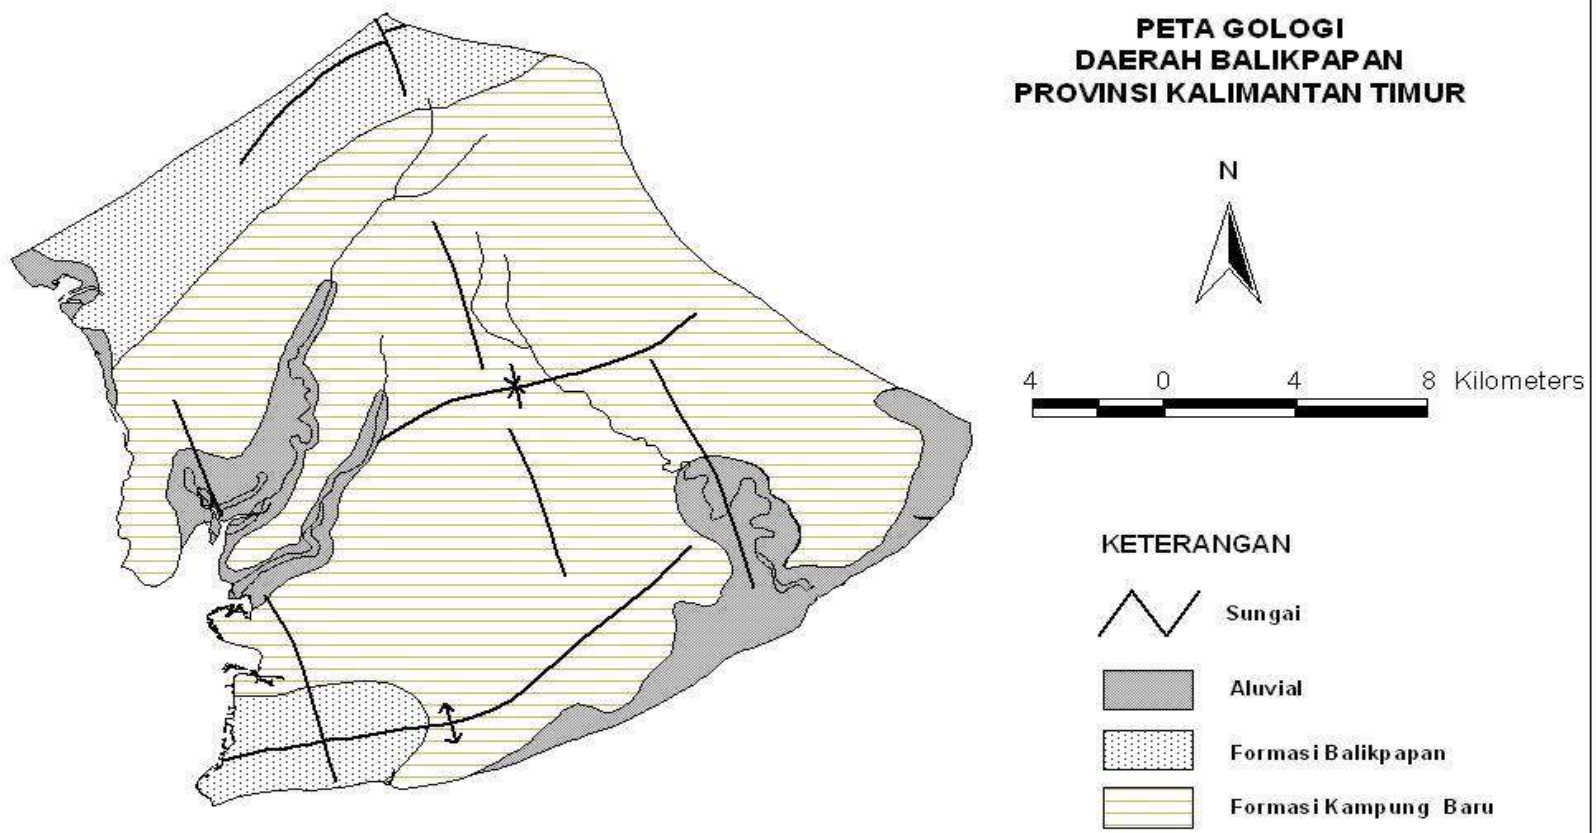 PETA GOLOGI
DAERAH BALIKPAPAN
PROVINSI KALIMANTAN TIMUR
N
4 0 4 8 Kilometers
KETERANGAN
Sungai
Aluvial
Formasi Balikpapan
Formasi Kampung Baru